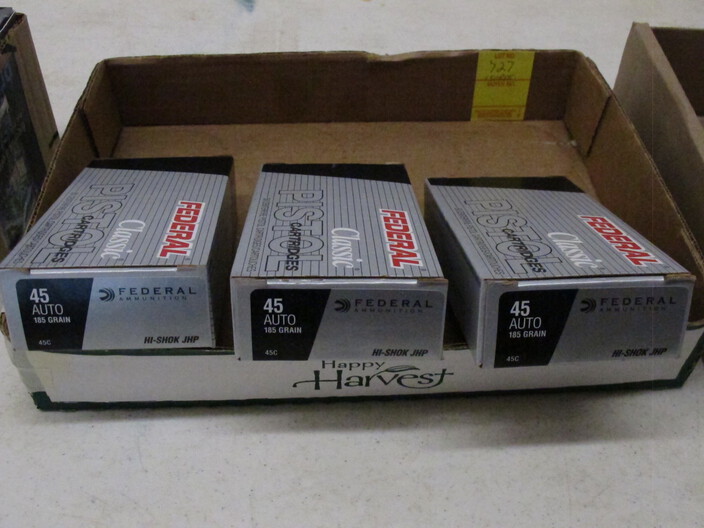 727
FEDERAL
Classic
PISTOL
CARTRIDGES
45
AUTO
185 GRAIN
45C
FEDERAL
AMMUNITION
HI-SHOK JHP
FEDERAL
Classic
PISTOL
CARTRIDGES
45
AUTO
185 GRAIN
45C
FEDERAL
AMMUNITION
HI-SHOK JHP
FEDERAL
Classic
PISTOL
CARTRIDGES
45
AUTO
185 GRAIN
45C
FEDERAL
AMMUNITION
HI-SHOK JHP
Happy
Harvest